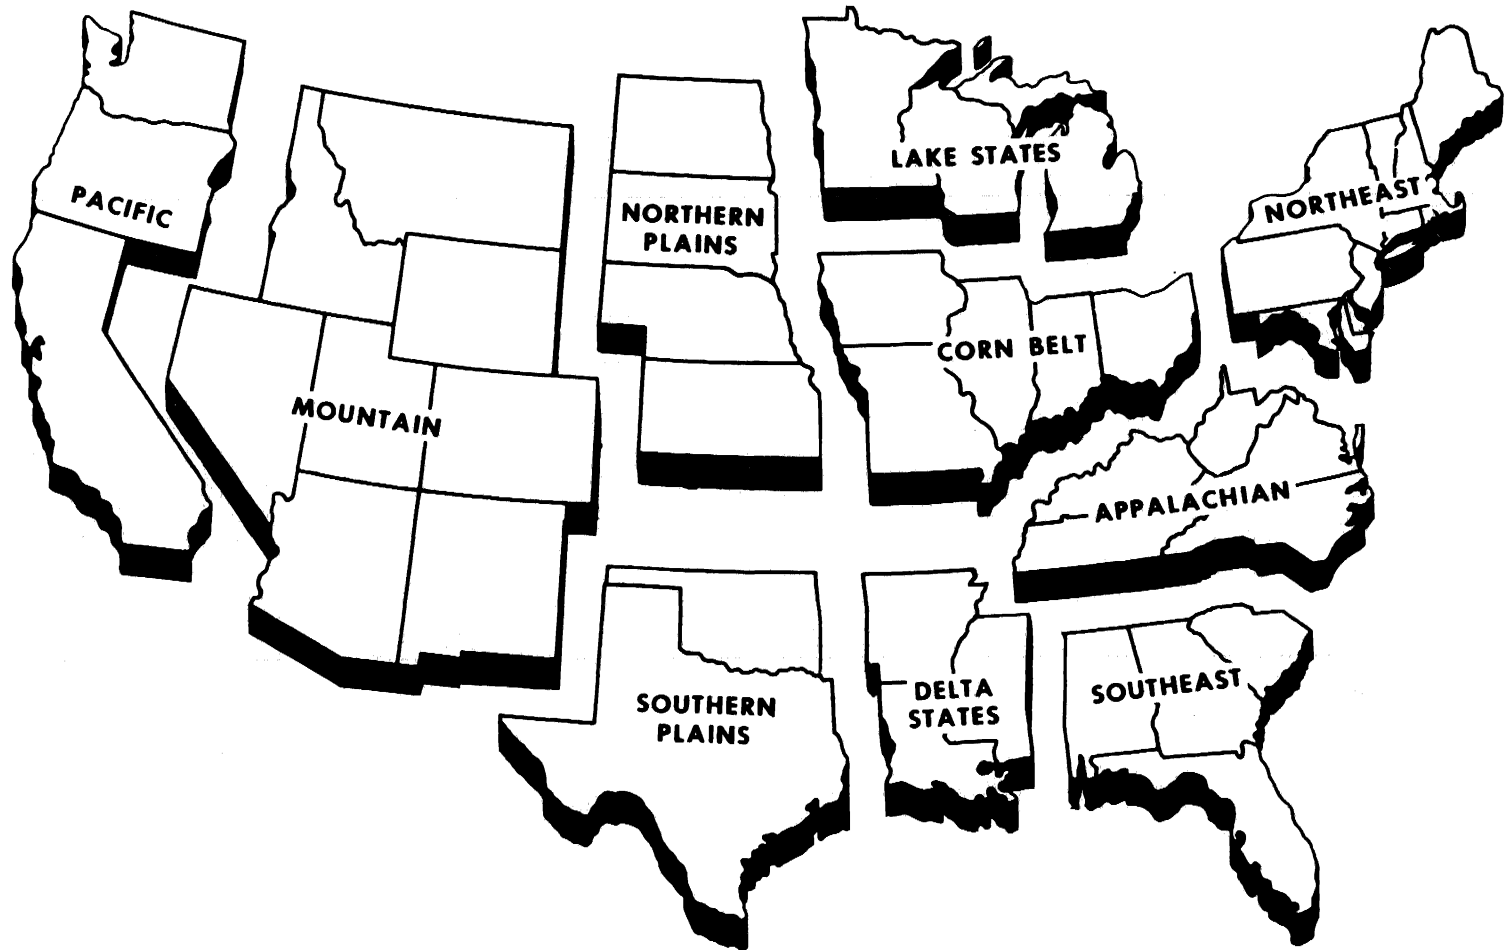 PACIFIC
MOUNTAIN
NORTHERN
PLAINS
LAKE STATES
CORN BELT
NORTHEAST
APPALACHIAN
SOUTHERN
PLAINS
DELTA
STATES
SOUTHEAST